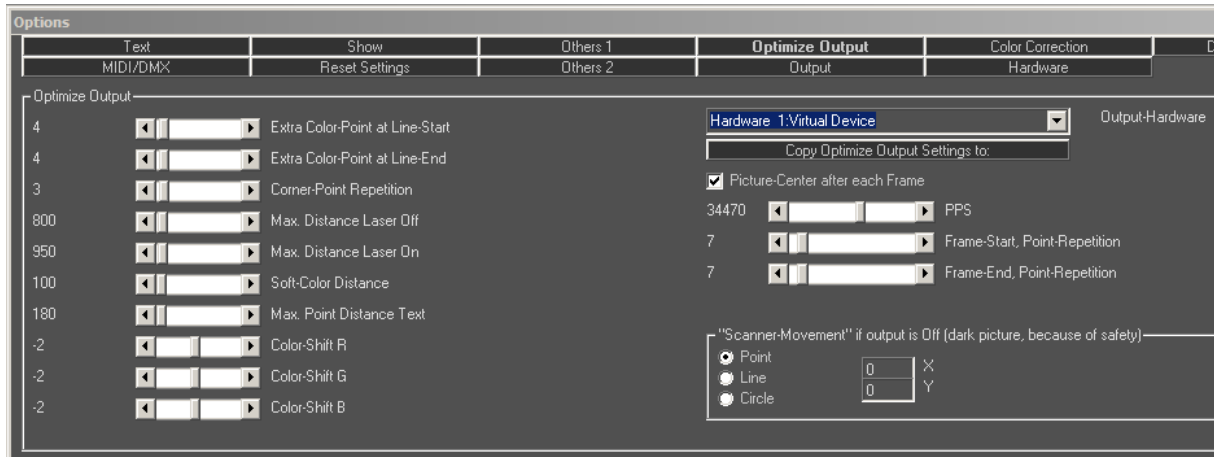 Options
Text Show Others 1 Optimize Output Color Correction
MIDI/DMX Reset Settings Others 2 Output Hardware
Optimize Output
4 Extra Color-Point at Line-Start
4 Extra Color-Point at Line-End
3 Corner-Point Repetition
800 Max. Distance Laser Off
950 Max. Distance Laser On
100 Soft-Color Distance
180 Max. Point Distance Text
-2 Color-Shift R
-2 Color-Shift G
-2 Color-Shift B
Hardware 1:Virtual Device Output-Hardware
Copy Optimize Output Settings to:
Picture-Center after each Frame
34470 PPS
7 Frame-Start, Point-Repetition
7 Frame-End, Point-Repetition
"Scanner-Movement" if output is Off (dark picture, because of safety)
Point
Line
Circle
0 X
0 Y